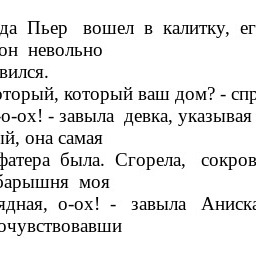 да Пьер вошел в калитку, ег
он невольно
вился.
оторый, который ваш дом? - спр
о-ох! - завыла девка, указывая
ый, она самая
фатера была. Сгорела, сокров
барышня моя
ядная, о-ох! - завыла Аниска
очувствовавши